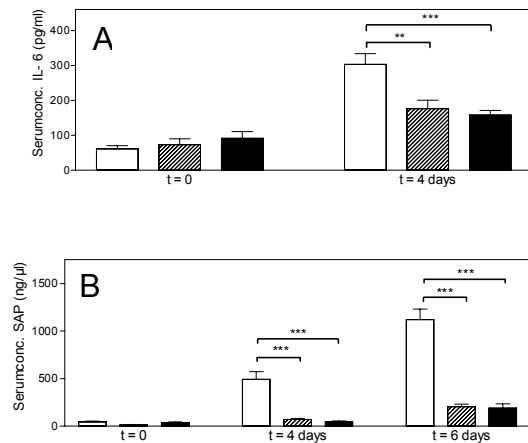 A
Serumconc. IL- 6 (pg/ml)
400
300
200
100
0
***
**
t = 0
t = 4 days
B
Serumconc. SAP (ng/µl)
1500
1000
500
0
***
***
***
***
t = 0
t = 4 days
t = 6 days